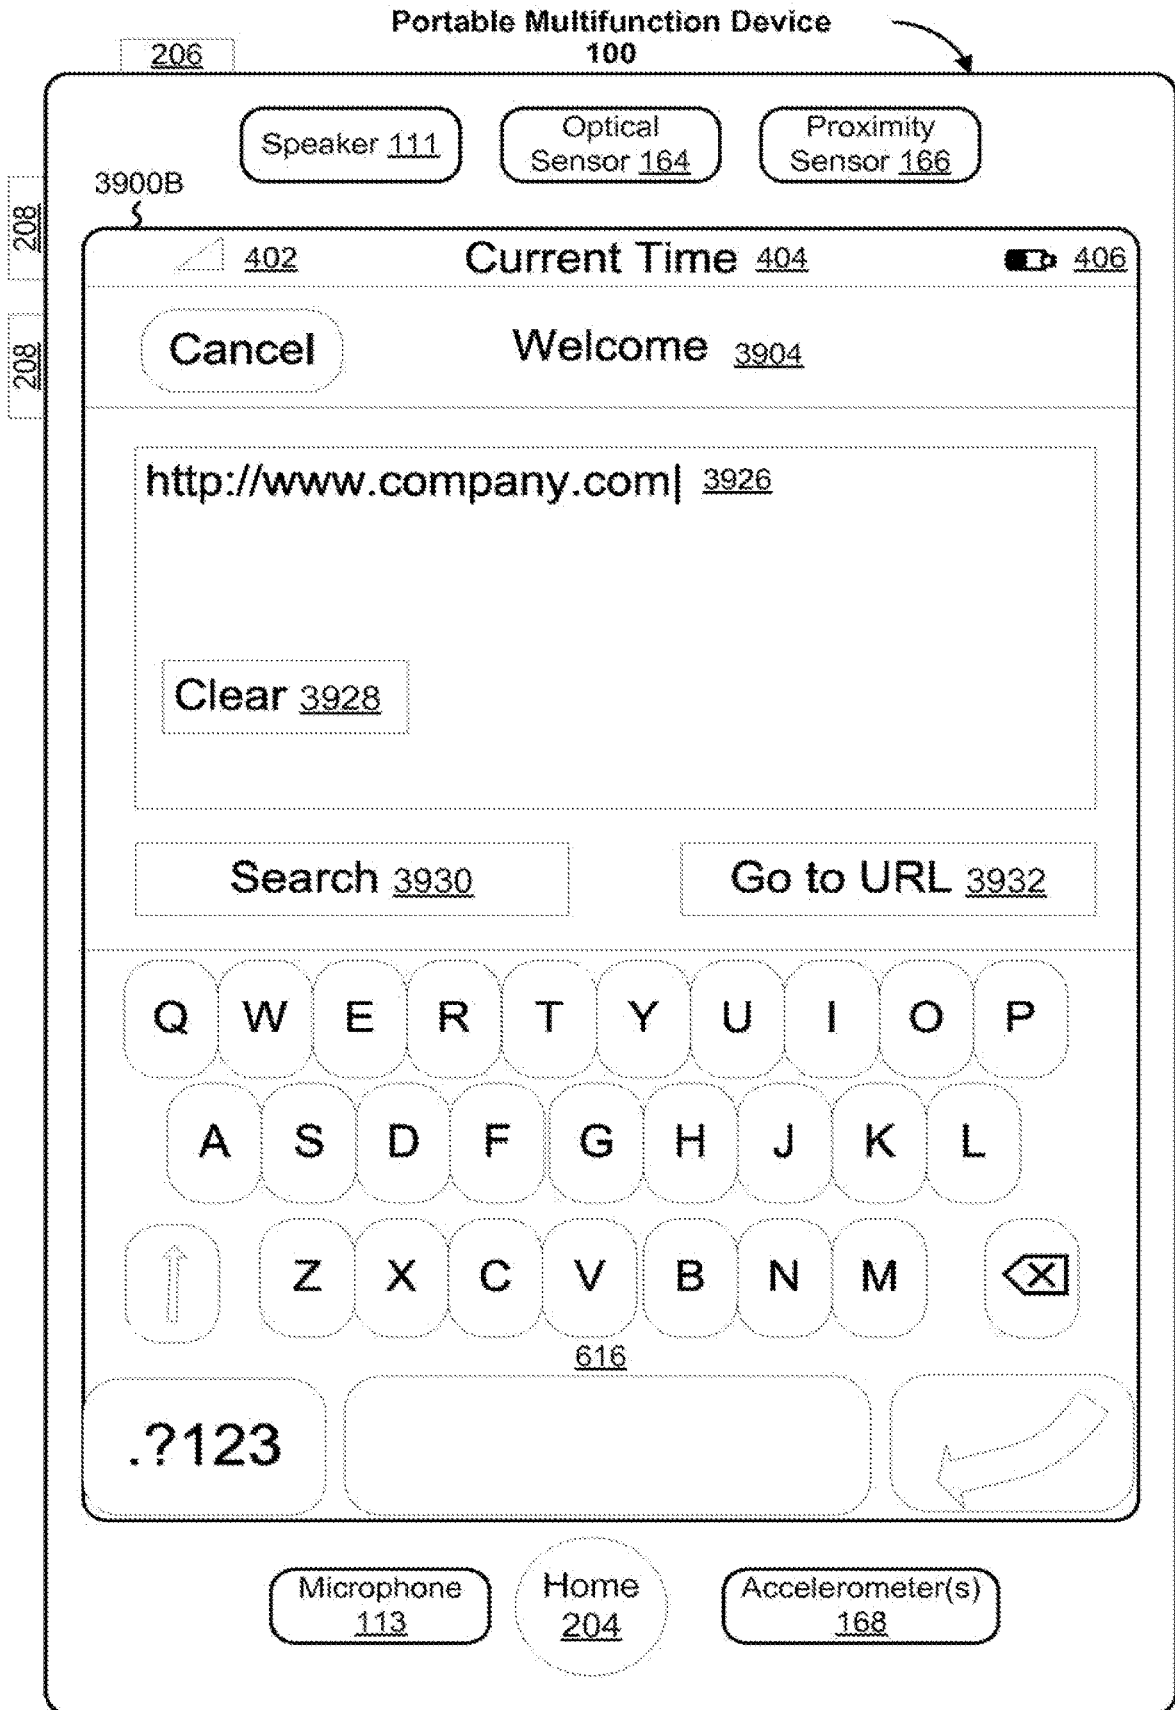 Portable Multifunction Device
100
206
Speaker 111
Optical
Sensor 164
Proximity
Sensor 166
3900B
208
208
402
Current Time 404
406
Cancel
Welcome 3904
http://www.company.com| 3926
Clear 3928
Search 3930
Go to URL 3932
Q W E R T Y U I O P
A S D F G H J K L
Z X C V B N M
616
.?123
Microphone
113
Home
204
Accelerometer(s)
168